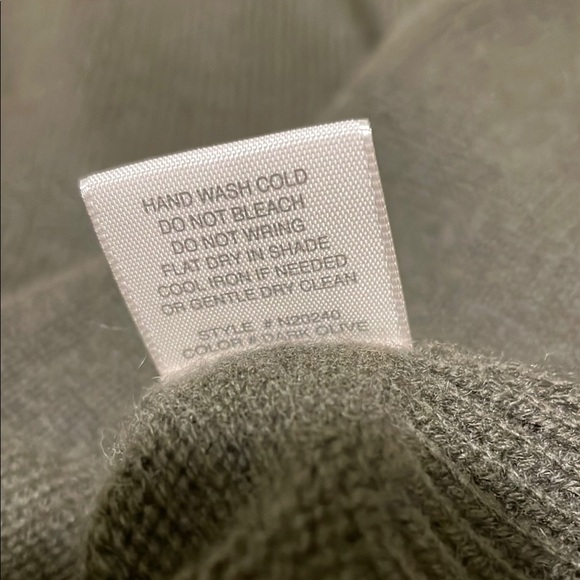 HAND WASH COLD
DO NOT BLEACH
DO NOT WRING
FLAT DRY IN SHADE
COOL IRON IF NEEDED
OR GENTLE DRY CLEAN
STYLE # N20240
COLOR # DARK OLIVE